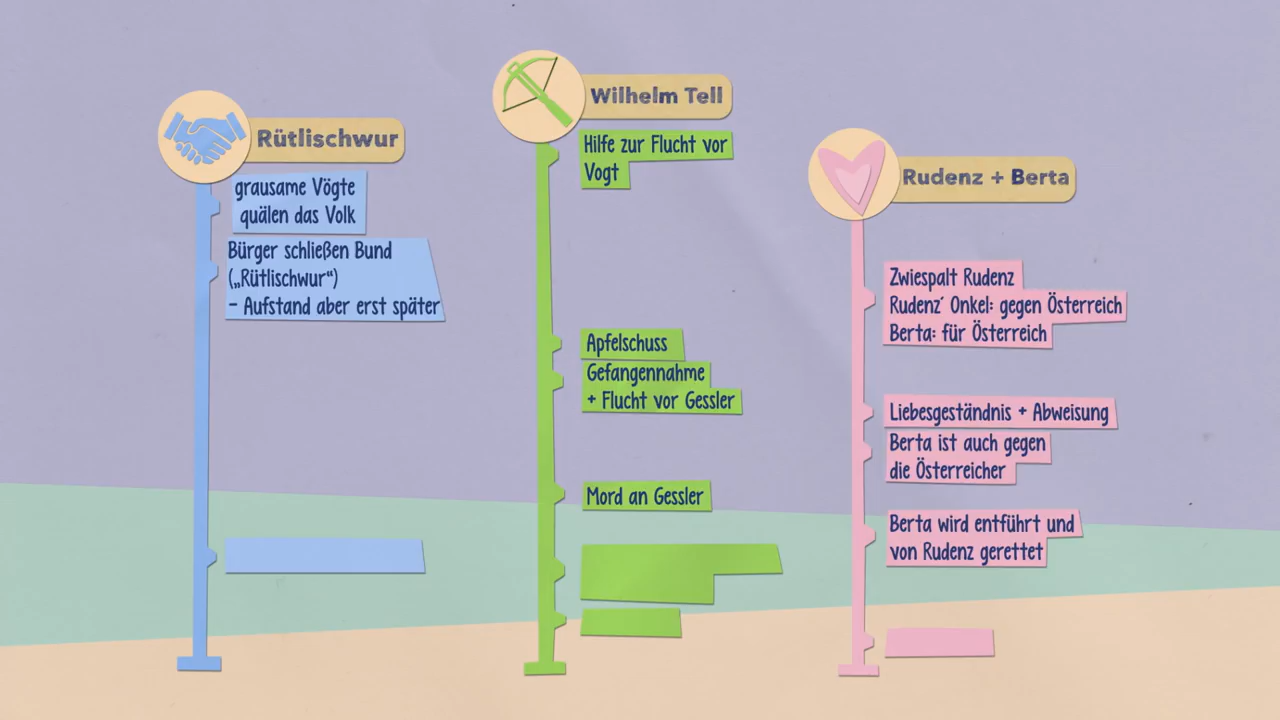 Rütlischwur
grausame Vögte
quälen das Volk
Bürger schließen Bund
(„Rütlischwur“)
- Aufstand aber erst später
Wilhelm Tell
Hilfe zur Flucht vor
Vogt
Apfelschuss
Gefangennahme
+ Flucht vor Gessler
Mord an Gessler
Rudenz + Berta
Zwiespalt Rudenz
Rudenz´ Onkel: gegen Österreich
Berta: für Österreich
Liebesgeständnis + Abweisung
Berta ist auch gegen
die Österreicher
Berta wird entführt und
von Rudenz gerettet